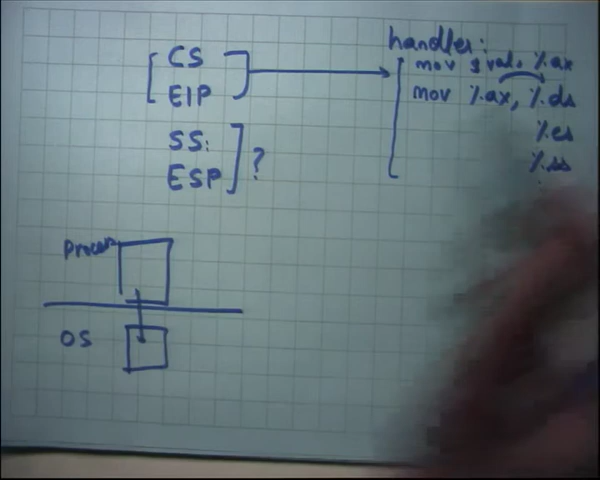 CS
EIP
SS:
ESP
?
handler:
mov $val, %ax
mov %ax, %ds
%es
%ss
Process
OS